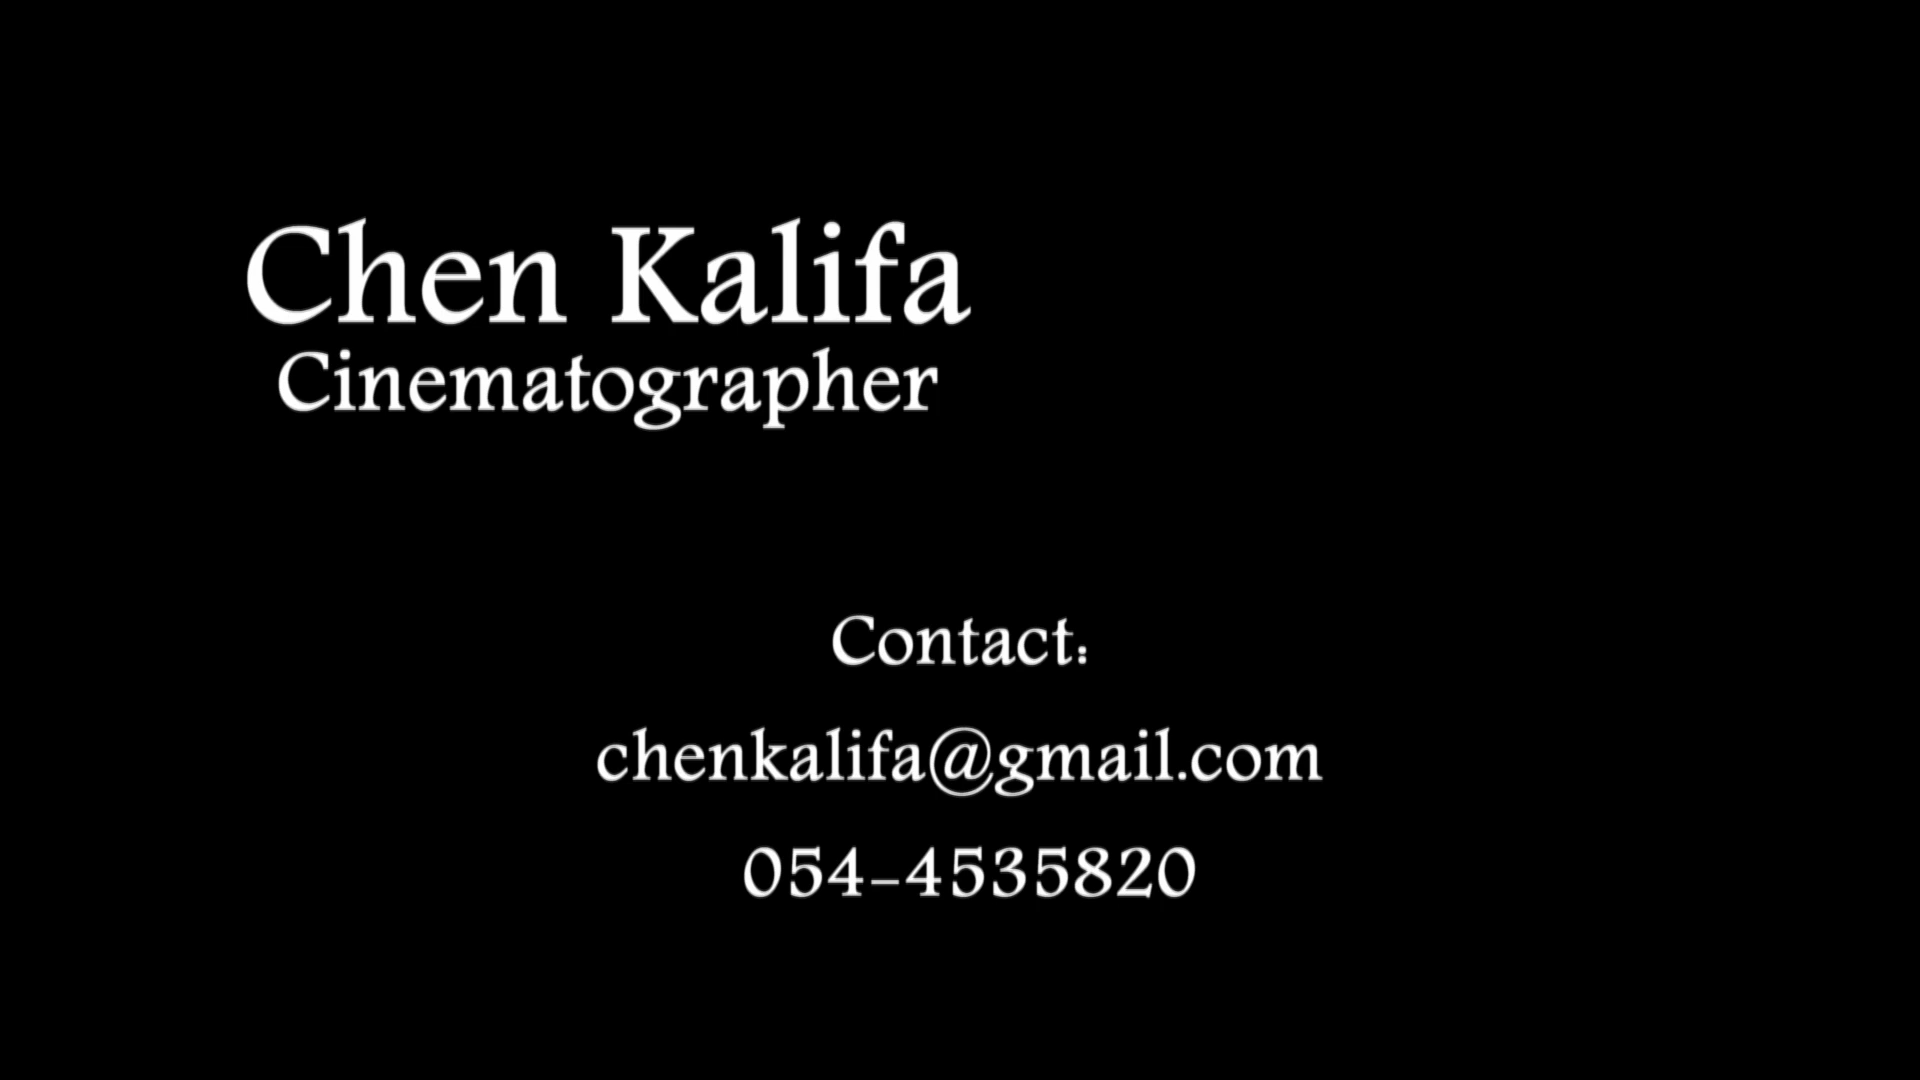 Chen Kalifa
Cinematographer
Contact:
chenkalifa@gmail.com
054-4535820